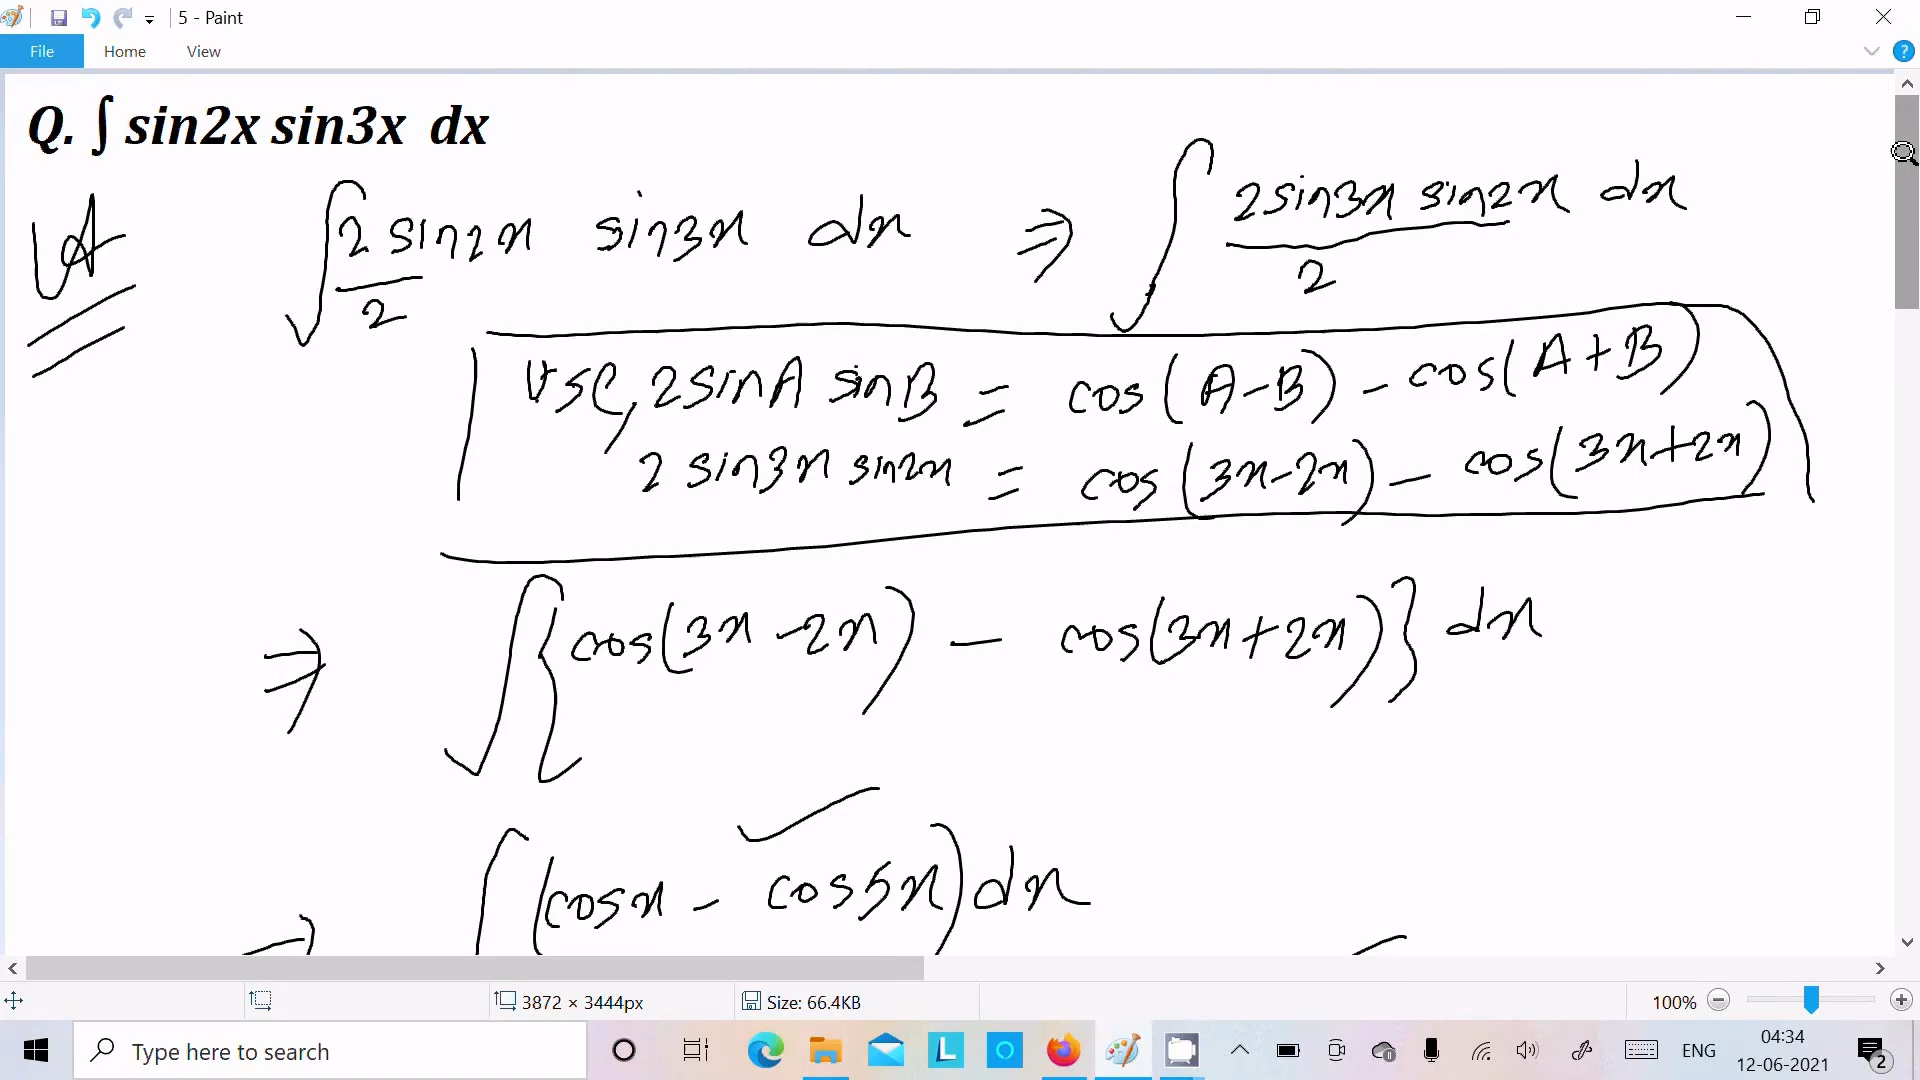 5 - Paint
File Home View
Q. ∫ sin2x sin3x dx
∫ 2 sin2x sin3x dx ⇒ ∫ 2sin3x sin2x dx
2 2
Use, 2sinA sinB = cos(A-B) - cos(A+B)
2 sin3x sin2x = cos(3x-2x) - cos(3x+2x)
⇒ ∫{cos(3x-2x) - cos(3x+2x)} dx
∫(cosx - cos5x)dx
3872 × 3444px Size: 66.4KB 100%
Type here to search
ENG
04:34
12-06-2021
2